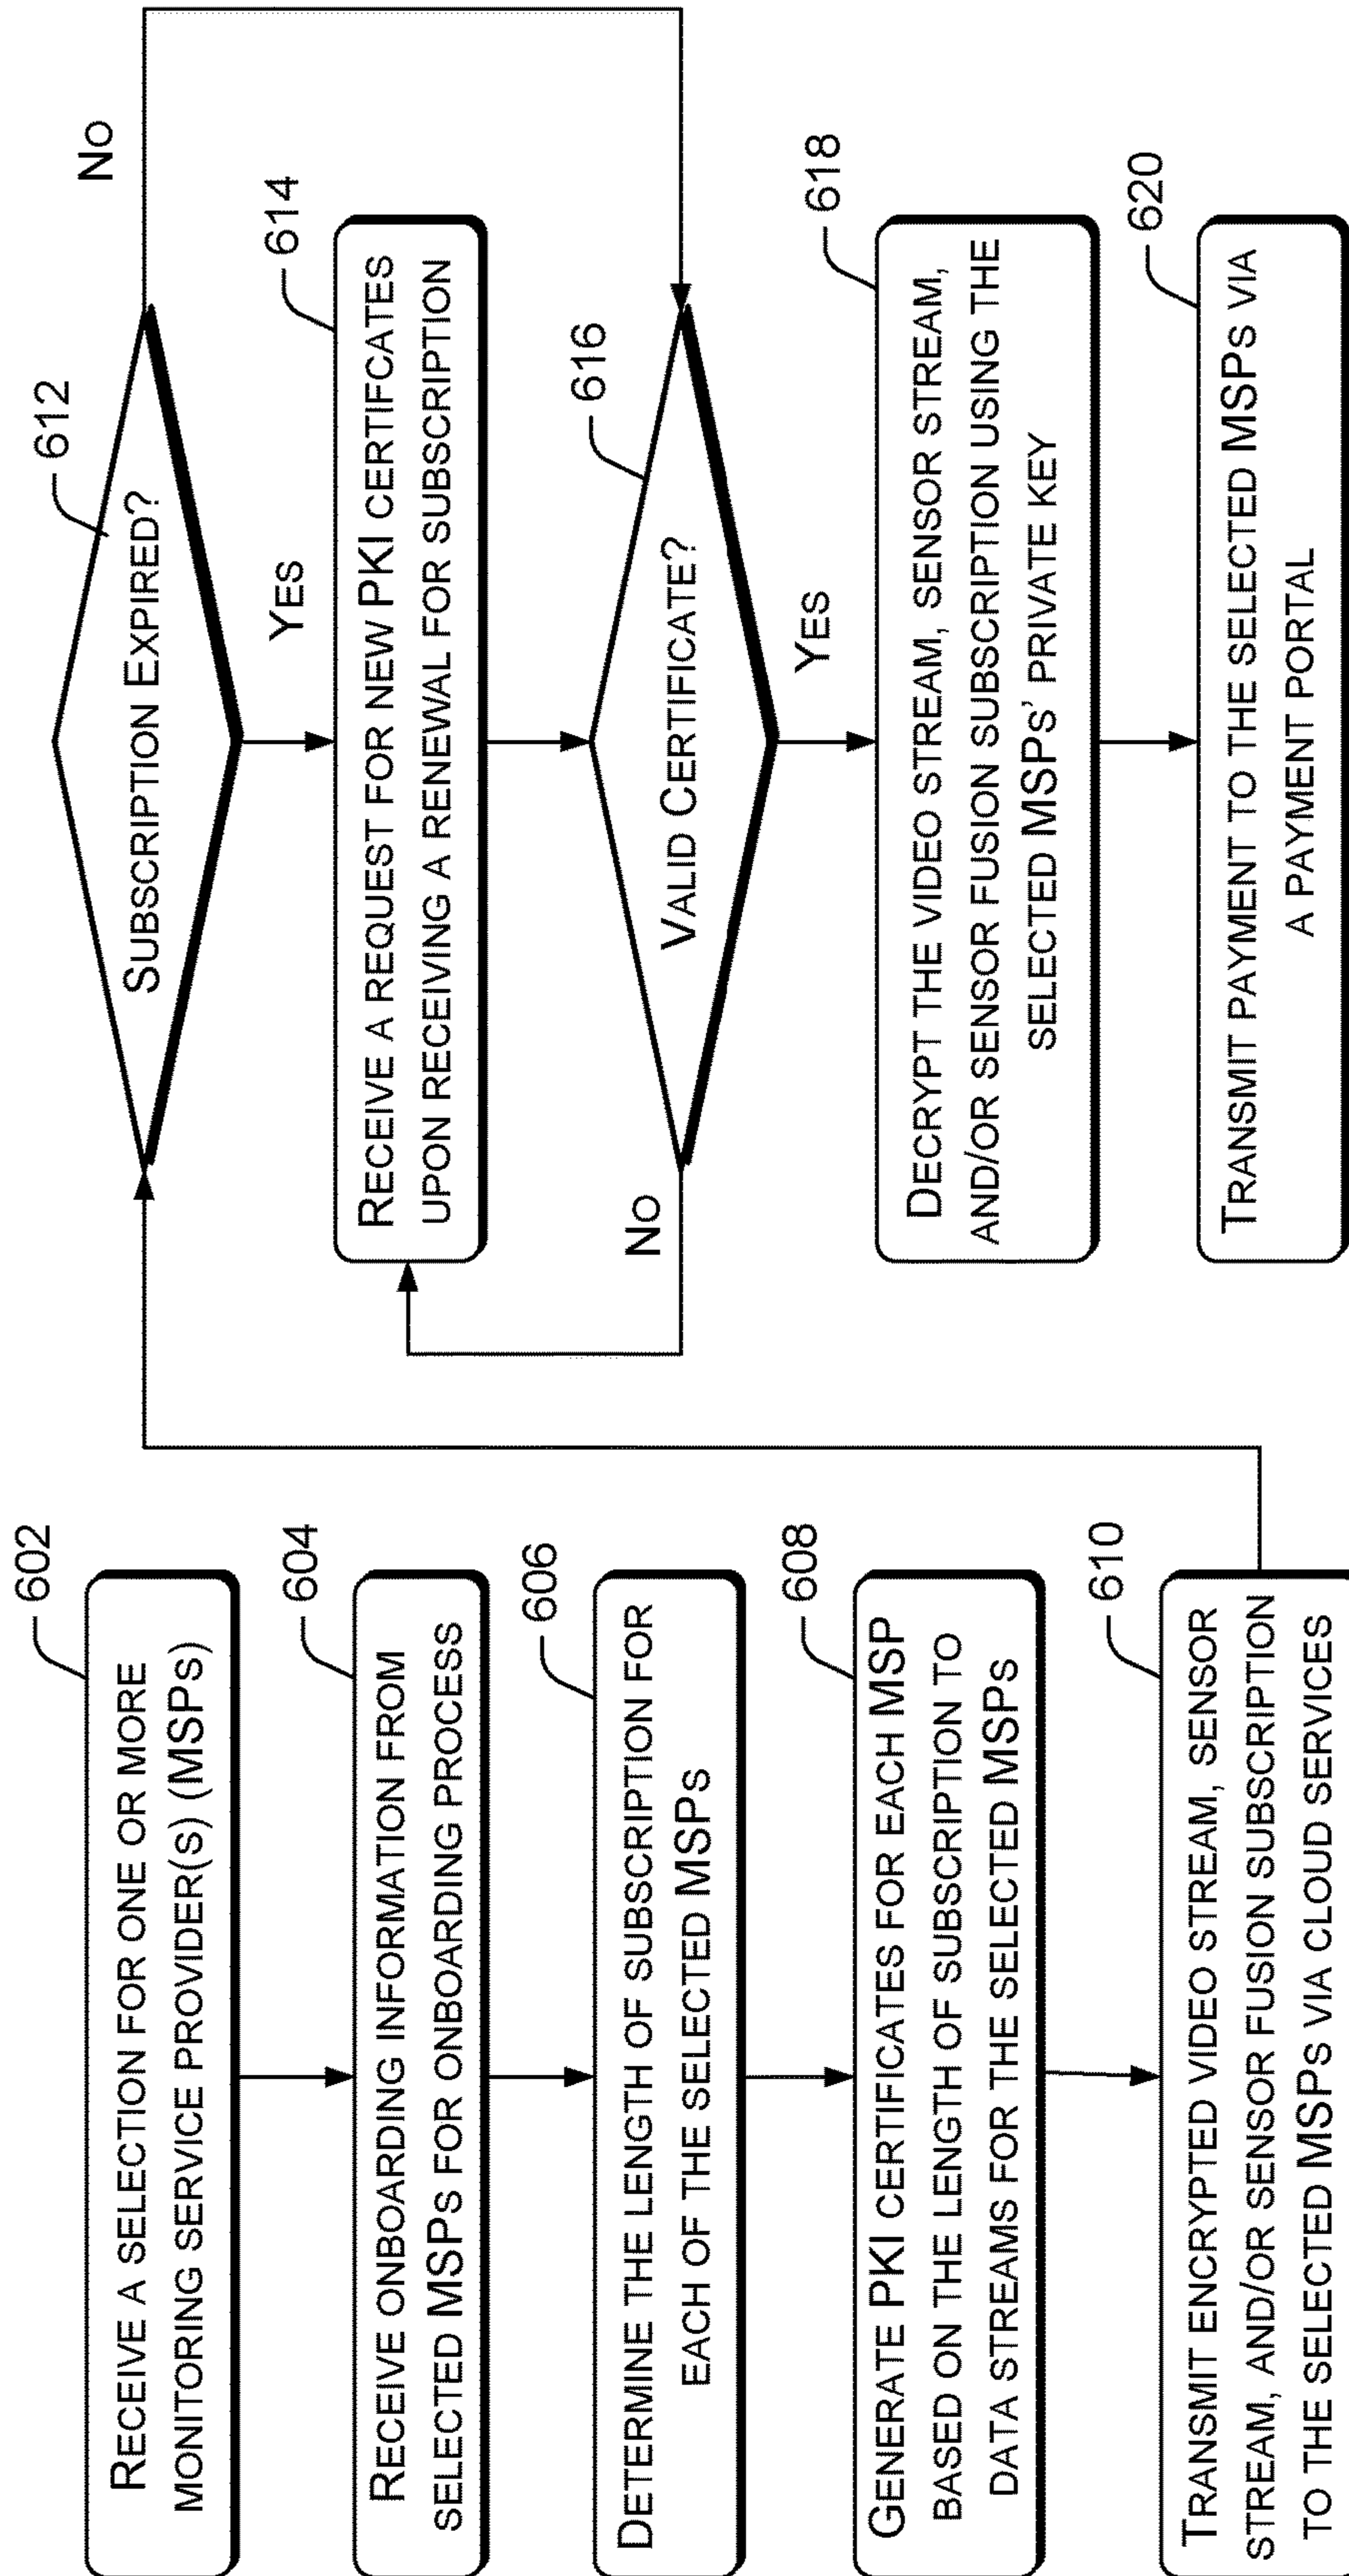 602
RECEIVE A SELECTION FOR ONE OR MORE
MONITORING SERVICE PROVIDER(S) (MSPS)
604
RECEIVE ONBOARDING INFORMATION FROM
SELECTED MSPS FOR ONBOARDING PROCESS
606
DETERMINE THE LENGTH OF SUBSCRIPTION FOR
EACH OF THE SELECTED MSPS
608
GENERATE PKI CERTIFICATES FOR EACH MSP
BASED ON THE LENGTH OF SUBSCRIPTION TO
DATA STREAMS FOR THE SELECTED MSPS
610
TRANSMIT ENCRYPTED VIDEO STREAM, SENSOR
STREAM, AND/OR SENSOR FUSION SUBSCRIPTION
TO THE SELECTED MSPS VIA CLOUD SERVICES
612
SUBSCRIPTION EXPIRED?
NO
YES
614
RECEIVE A REQUEST FOR NEW PKI CERTIFCATES
UPON RECEIVING A RENEWAL FOR SUBSCRIPTION
616
VALID CERTIFICATE?
NO
YES
618
DECRYPT THE VIDEO STREAM, SENSOR STREAM,
AND/OR SENSOR FUSION SUBSCRIPTION USING THE
SELECTED MSPS' PRIVATE KEY
620
TRANSMIT PAYMENT TO THE SELECTED MSPS VIA
A PAYMENT PORTAL